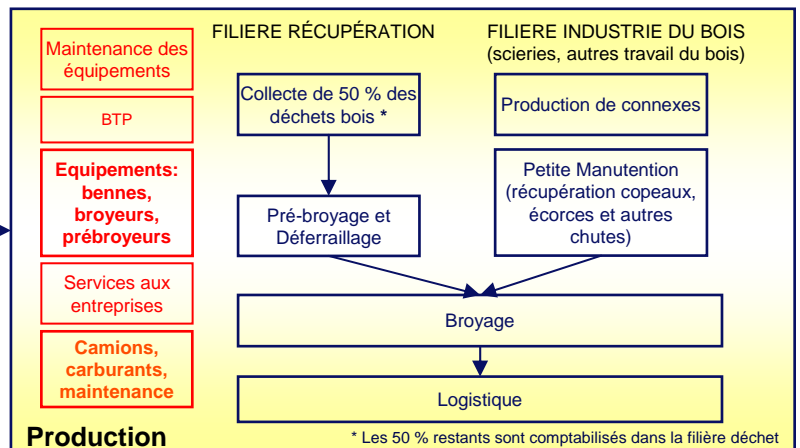 FILIERE RÉCUPÉRATION
FILIERE INDUSTRIE DU BOIS
(scieries, autres travail du bois)
Maintenance des
équipements
BTP
Equipements:
bennes,
broyeurs,
prébroyeurs
Services aux
entreprises
Camions,
carburants,
maintenance
Collecte de 50 % des
déchets bois *
Production de connexes
Pré-broyage et
Déferraillage
Petite Manutention
(récupération copeaux,
écorces et autres
chutes)
Broyage
Logistique
Production
* Les 50 % restants sont comptabilisés dans la filière déchet